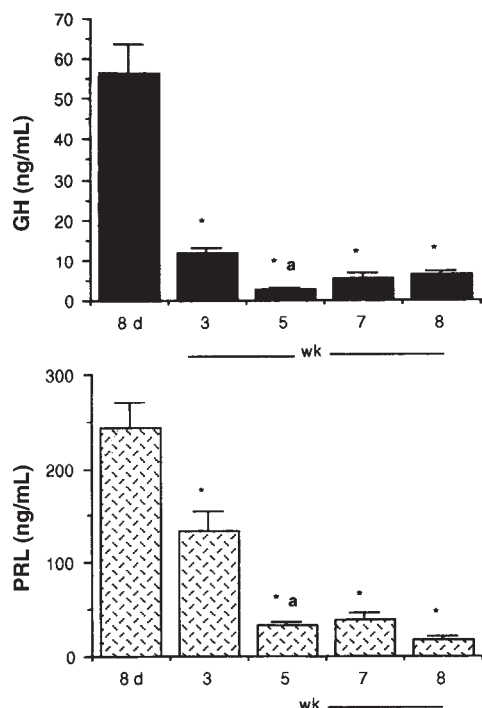 70
60
50
40
30
20
10
0
GH (ng/mL)
* * a * *
8 d 3 5 7 8
wk
300
200
100
0
PRL (ng/mL)
* * a * *
8 d 3 5 7 8
wk